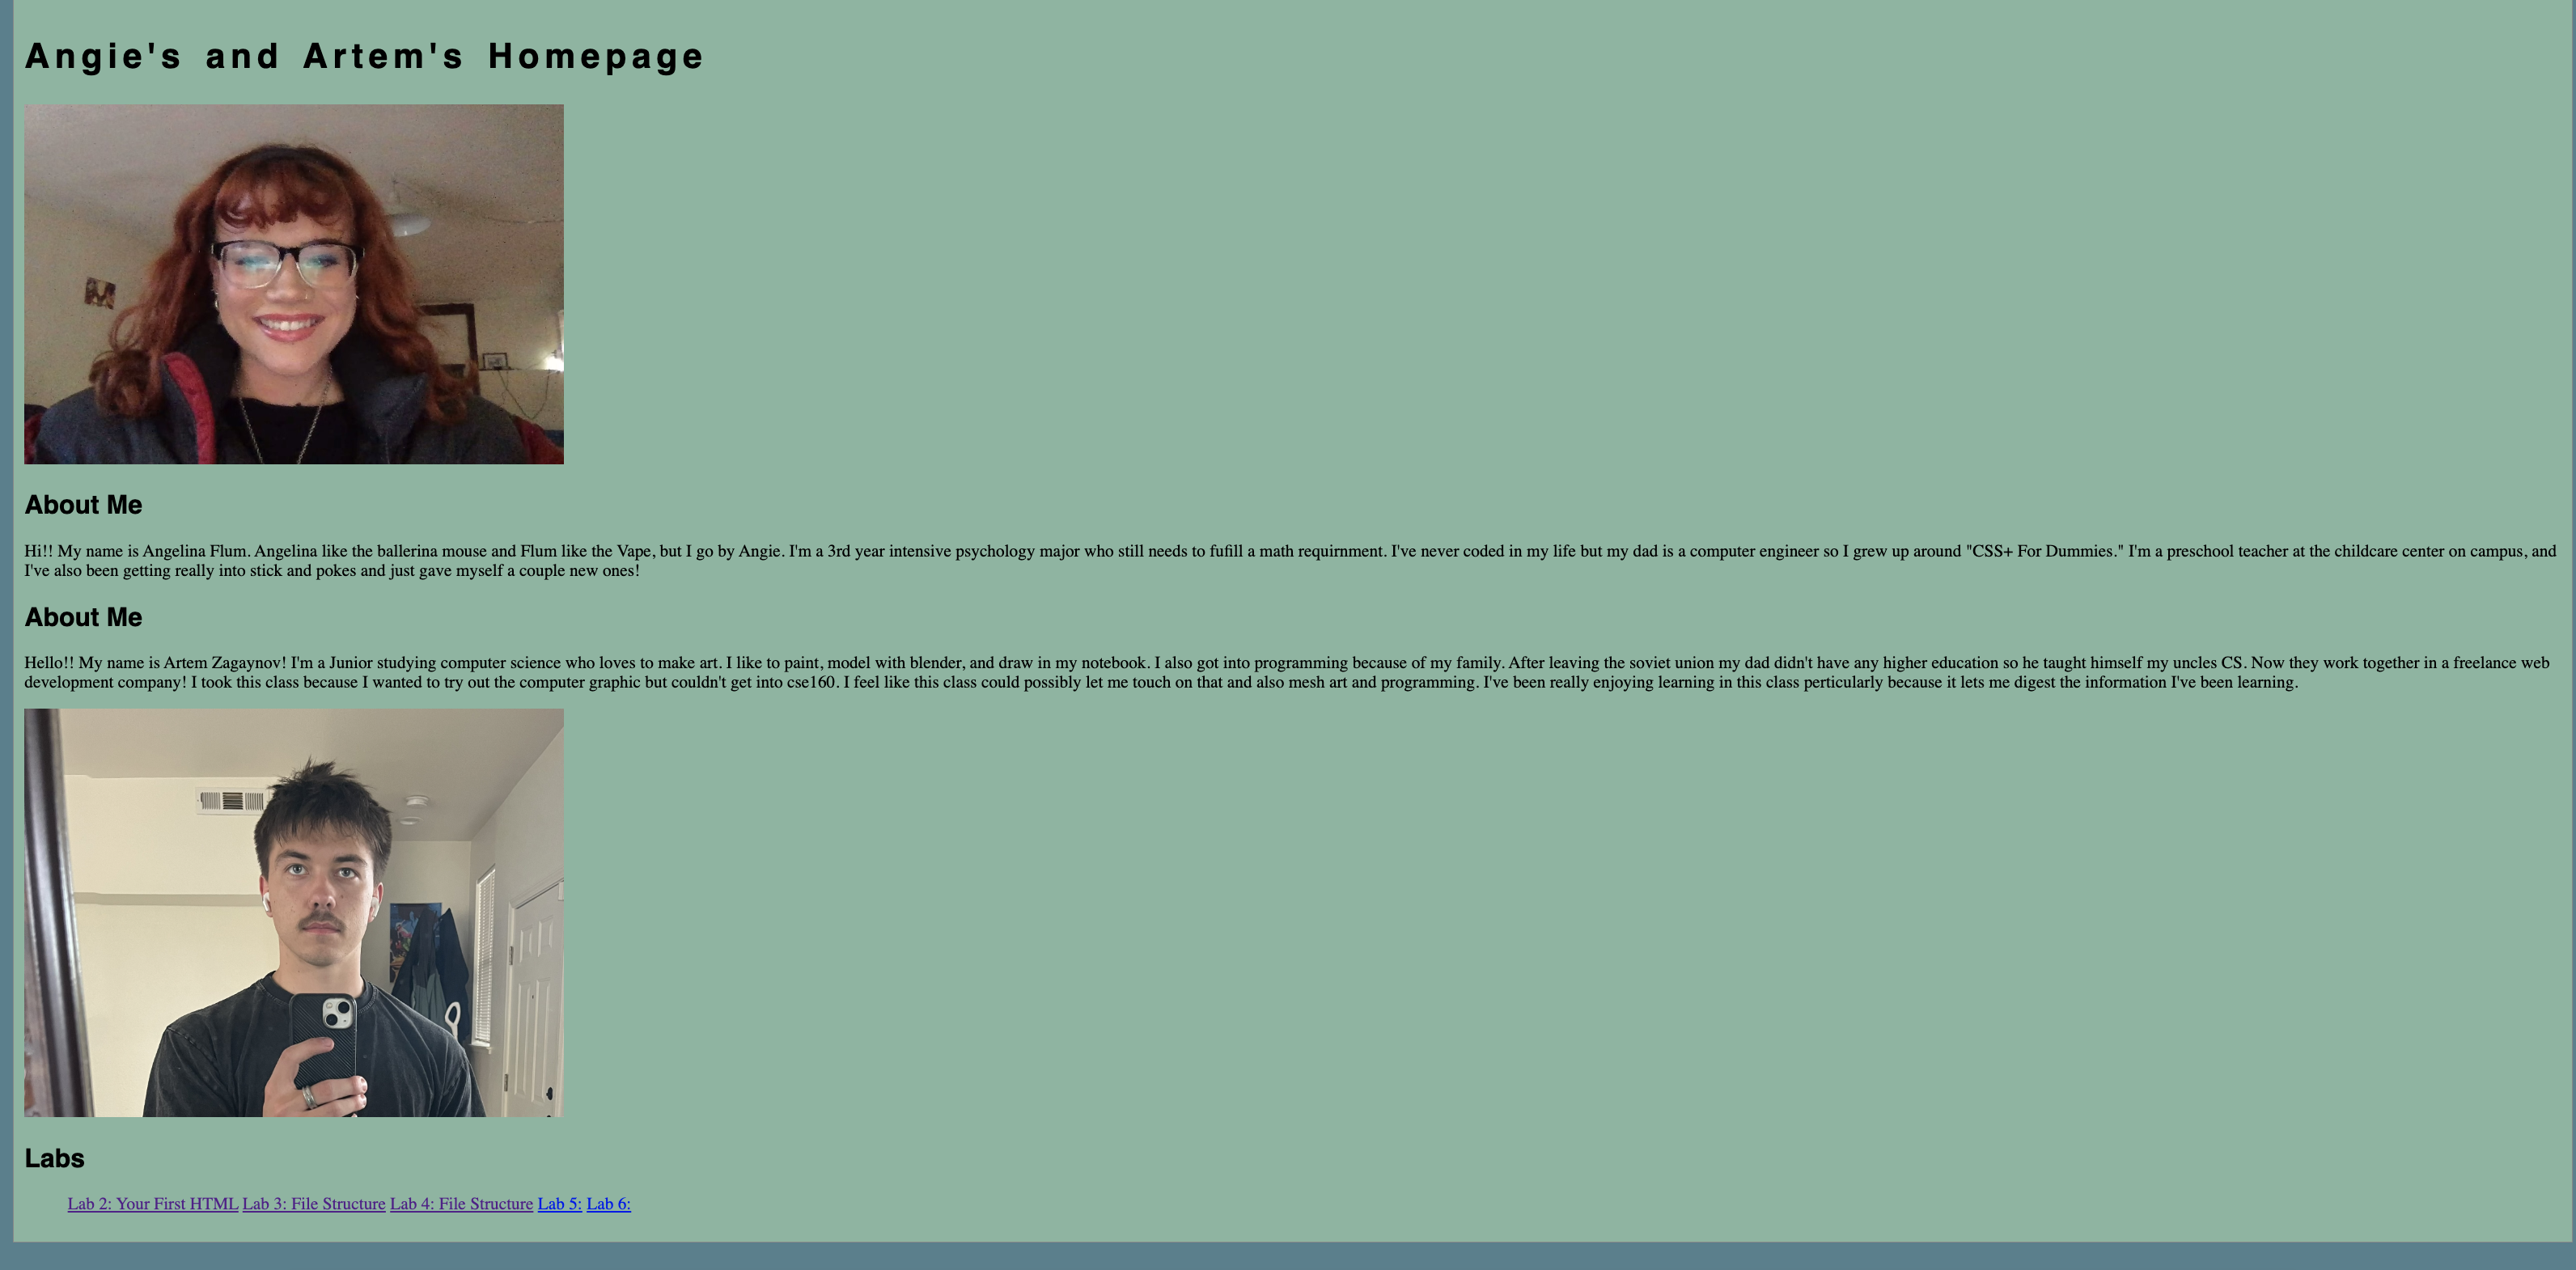 Angie's and Artem's Homepage
About Me
Hi!! My name is Angelina Flum. Angelina like the ballerina mouse and Flum like the Vape, but I go by Angie. I'm a 3rd year intensive psychology major who still needs to fufill a math requirnment. I've never coded in my life but my dad is a computer engineer so I grew up around "CSS+ For Dummies." I'm a preschool teacher at the childcare center on campus, and
I've also been getting really into stick and pokes and just gave myself a couple new ones!
About Me
Hello!! My name is Artem Zagaynov! I'm a Junior studying computer science who loves to make art. I like to paint, model with blender, and draw in my notebook. I also got into programming because of my family. After leaving the soviet union my dad didn't have any higher education so he taught himself my uncles CS. Now they work together in a freelance web
development company! I took this class because I wanted to try out the computer graphic but couldn't get into cse160. I feel like this class could possibly let me touch on that and also mesh art and programming. I've been really enjoying learning in this class perticularly because it lets me digest the information I've been learning.
Labs
Lab 2: Your First HTML Lab 3: File Structure Lab 4: File Structure Lab 5: Lab 6: